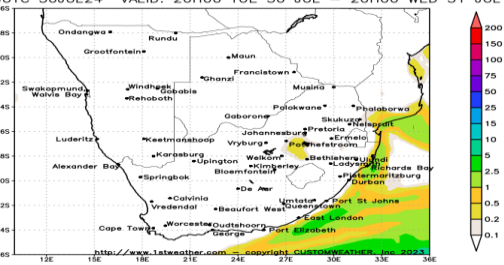 Ondangwa
Rundu
Grootfontein
Maun
Francistown
Ghanzi
Swakopmund
Walvis Bay
Windhoek
Gobabis
Rehoboth
Musina
Polokwane
Phalaborwa
Gaborone
Skukuza
Nelspruit
Johannesburg
Pretoria
Luderitz
Keetmanshoop
Vryburg
Potchefstroom
Ermelo
Karasburg
Upington
Welkom
Bethlehem
Ulundi
Alexander Bay
Kimberley
Ladysmith
Richards Bay
Springbok
Bloemfontein
Pietermaritzburg
Durban
De Aar
Calvinia
Vredendal
Beaufort West
Umtata
Port St Johns
Queenstown
East London
Cape Town
Worcester
Oudtshoorn
George
Port Elizabeth
http://www.1stweather.com – copyright CUSTOMWEATHER, Inc 2023
12E 15E 18E 21E 24E 27E 30E 33E 36E
200
150
100
75
50
25
15
10
5
2.5
1
0.5
0.2
0.1